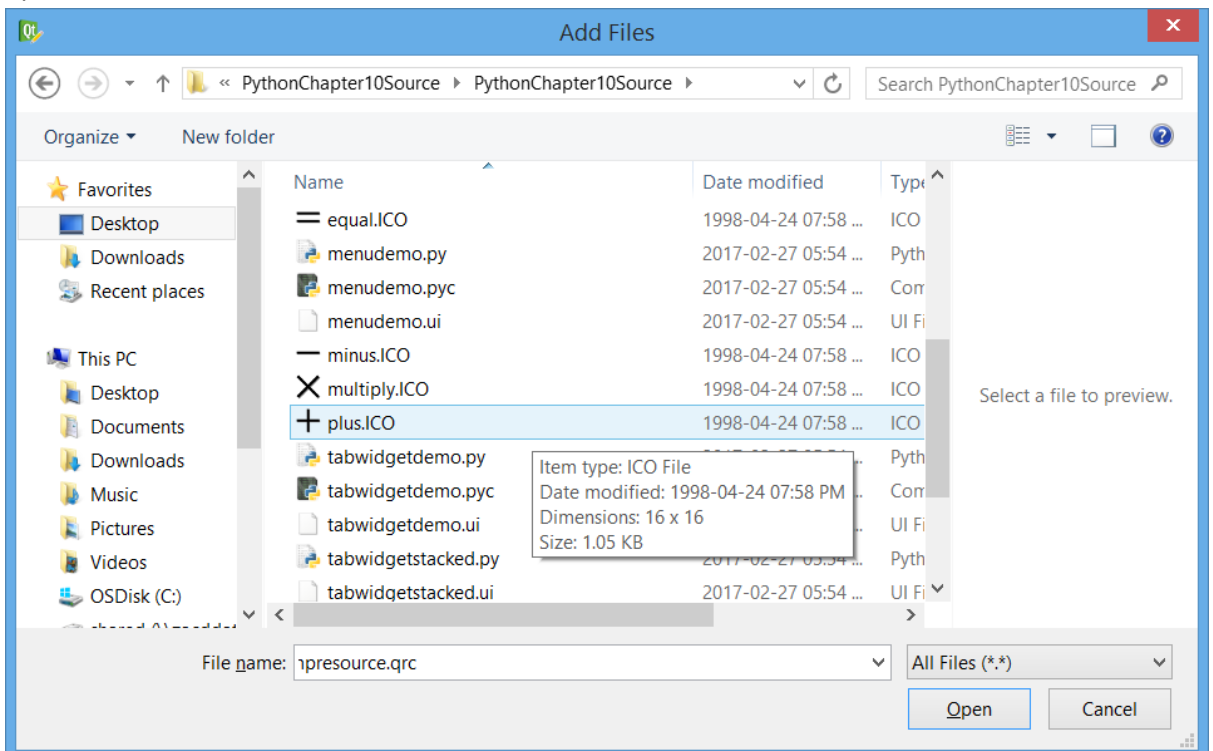 Add Files
« PythonChapter10Source PythonChapter10Source
Search PythonChapter10Source
Organize New folder
Name Date modified Type
Favorites
Desktop
Downloads
Recent places
This PC
Desktop
Documents
Downloads
Music
Pictures
Videos
OSDisk (C:)
equal.ICO 1998-04-24 07:58 ... ICO
menudemo.py 2017-02-27 05:54 ... Pyth
menudemo.pyc 2017-02-27 05:54 ... Com
menudemo.ui 2017-02-27 05:54 ... UI Fi
minus.ICO 1998-04-24 07:58 ... ICO
multiply.ICO 1998-04-24 07:58 ... ICO
plus.ICO 1998-04-24 07:58 ... ICO
tabwidgetdemo.py Pyth
tabwidgetdemo.pyc Com
tabwidgetdemo.ui UI Fi
tabwidgetstacked.py 2017-02-27 05:54 ... Pyth
tabwidgetstacked.ui 2017-02-27 05:54 ... UI Fi
Item type: ICO File
Date modified: 1998-04-24 07:58 PM
Dimensions: 16 x 16
Size: 1.05 KB
Select a file to preview.
File name: npresource.qrc
All Files (*.*)
Open Cancel